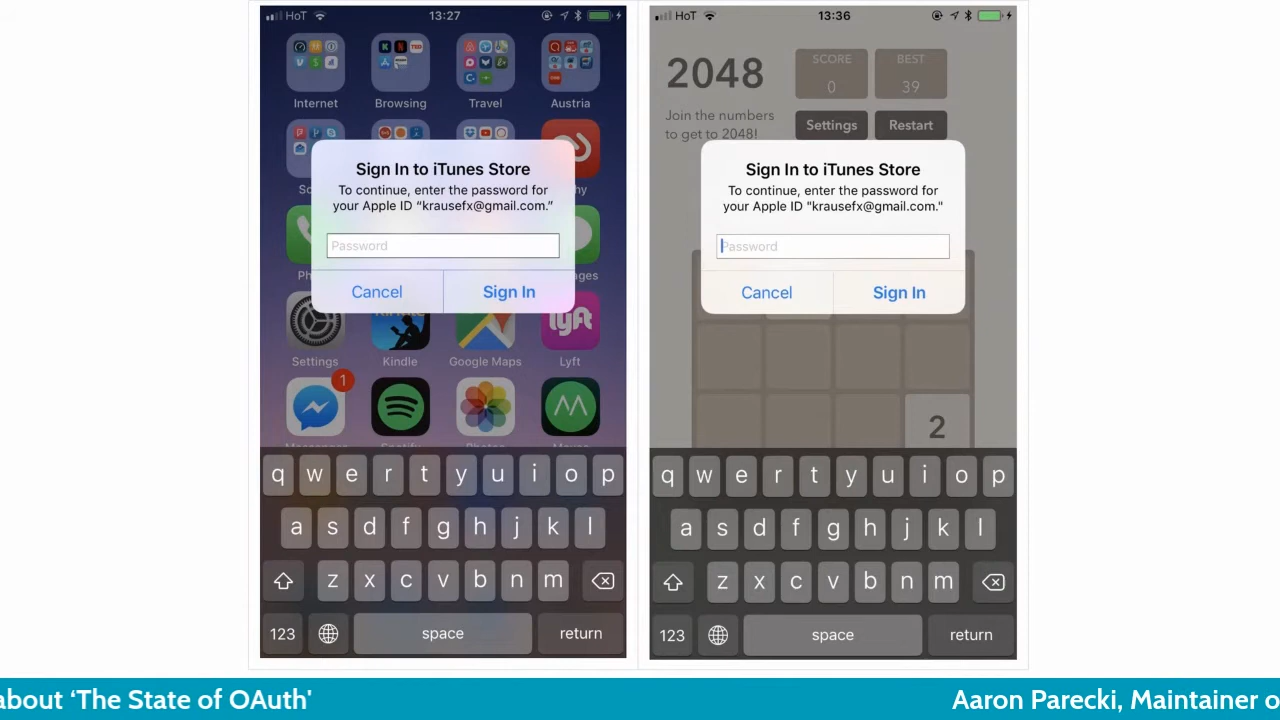 HoT
13:27
Internet
Browsing
Travel
Austria
Sign In to iTunes Store
To continue, enter the password for
your Apple ID “krausefx@gmail.com.”
Password
Cancel
Sign In
Settings
Kindle
Google Maps
Lyft
1
q w e r t y u i o p
a s d f g h j k l
z x c v b n m
123
space
return
HoT
13:36
2048
SCORE
0
BEST
39
Join the numbers
to get to 2048!
Settings
Restart
Sign In to iTunes Store
To continue, enter the password for
your Apple ID "krausefx@gmail.com."
Password
Cancel
Sign In
2
q w e r t y u i o p
a s d f g h j k l
z x c v b n m
123
space
return
about ‘The State of OAuth'
Aaron Parecki, Maintainer o